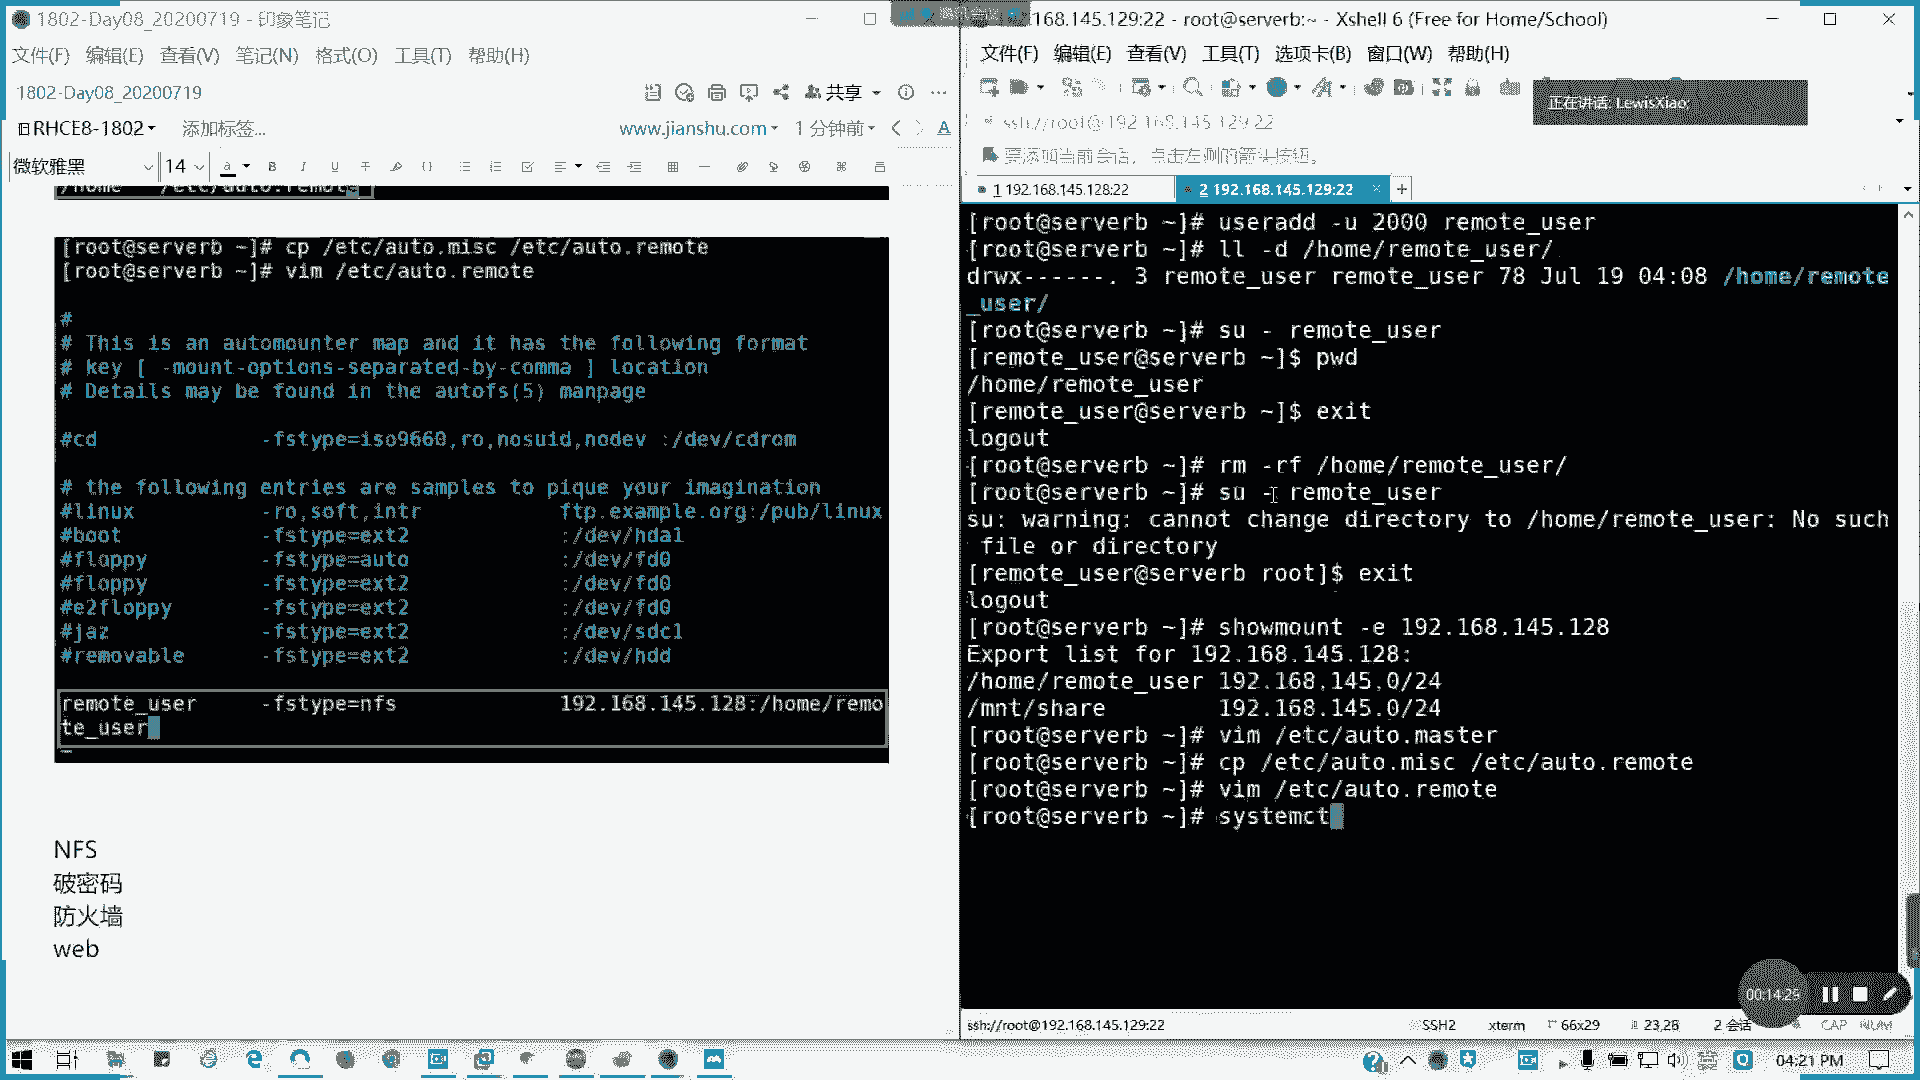 1802-Day08_20200719 - 印象笔记
文件(F) 编辑(E) 查看(V) 笔记(N) 格式(O) 工具(T) 帮助(H)
1802-Day08_20200719
共享
RHCE8-1802 添加标签...
www.jianshu.com 1 分钟前
微软雅黑 14
/home /etc/auto.remote
[root@serverb ~]# cp /etc/auto.misc /etc/auto.remote
[root@serverb ~]# vim /etc/auto.remote
#
# This is an automounter map and it has the following format
# key [ -mount-options-separated-by-comma ] location
# Details may be found in the autofs(5) manpage
#cd -fstype=iso9660,ro,nosuid,nodev :/dev/cdrom
# the following entries are samples to pique your imagination
#linux -ro,soft,intr ftp.example.org:/pub/linux
#boot -fstype=ext2 :/dev/hda1
#floppy -fstype=auto :/dev/fd0
#floppy -fstype=ext2 :/dev/fd0
#e2floppy -fstype=ext2 :/dev/fd0
#jaz -fstype=ext2 :/dev/sdc1
#removable -fstype=ext2 :/dev/hdd
remote_user -fstype=nfs 192.168.145.128:/home/remo
te_user
NFS
破密码
防火墙
web
192.168.145.129:22 - root@serverb:~ - Xshell 6 (Free for Home/School)
文件(F) 编辑(E) 查看(V) 工具(T) 选项卡(B) 窗口(W) 帮助(H)
正在讲话: LewisXiao;
ssh://root@192.168.145.129:22
要添加当前会话，点击左侧的箭头按钮。
1 192.168.145.128:22
2 192.168.145.129:22
[root@serverb ~]# useradd -u 2000 remote_user
[root@serverb ~]# ll -d /home/remote_user/
drwx------. 3 remote_user remote_user 78 Jul 19 04:08 /home/remote
_user/
[root@serverb ~]# su - remote_user
[remote_user@serverb ~]$ pwd
/home/remote_user
[remote_user@serverb ~]$ exit
logout
[root@serverb ~]# rm -rf /home/remote_user/
[root@serverb ~]# su - remote_user
su: warning: cannot change directory to /home/remote_user: No such
file or directory
[remote_user@serverb root]$ exit
logout
[root@serverb ~]# showmount -e 192.168.145.128
Export list for 192.168.145.128:
/home/remote_user 192.168.145.0/24
/mnt/share 192.168.145.0/24
[root@serverb ~]# vim /etc/auto.master
[root@serverb ~]# cp /etc/auto.misc /etc/auto.remote
[root@serverb ~]# vim /etc/auto.remote
[root@serverb ~]# systemct
00:14:29
ssh://root@192.168.145.129:22 SSH2 xterm 66x29 23,28 2 会话 CAP NUM
04:21 PM